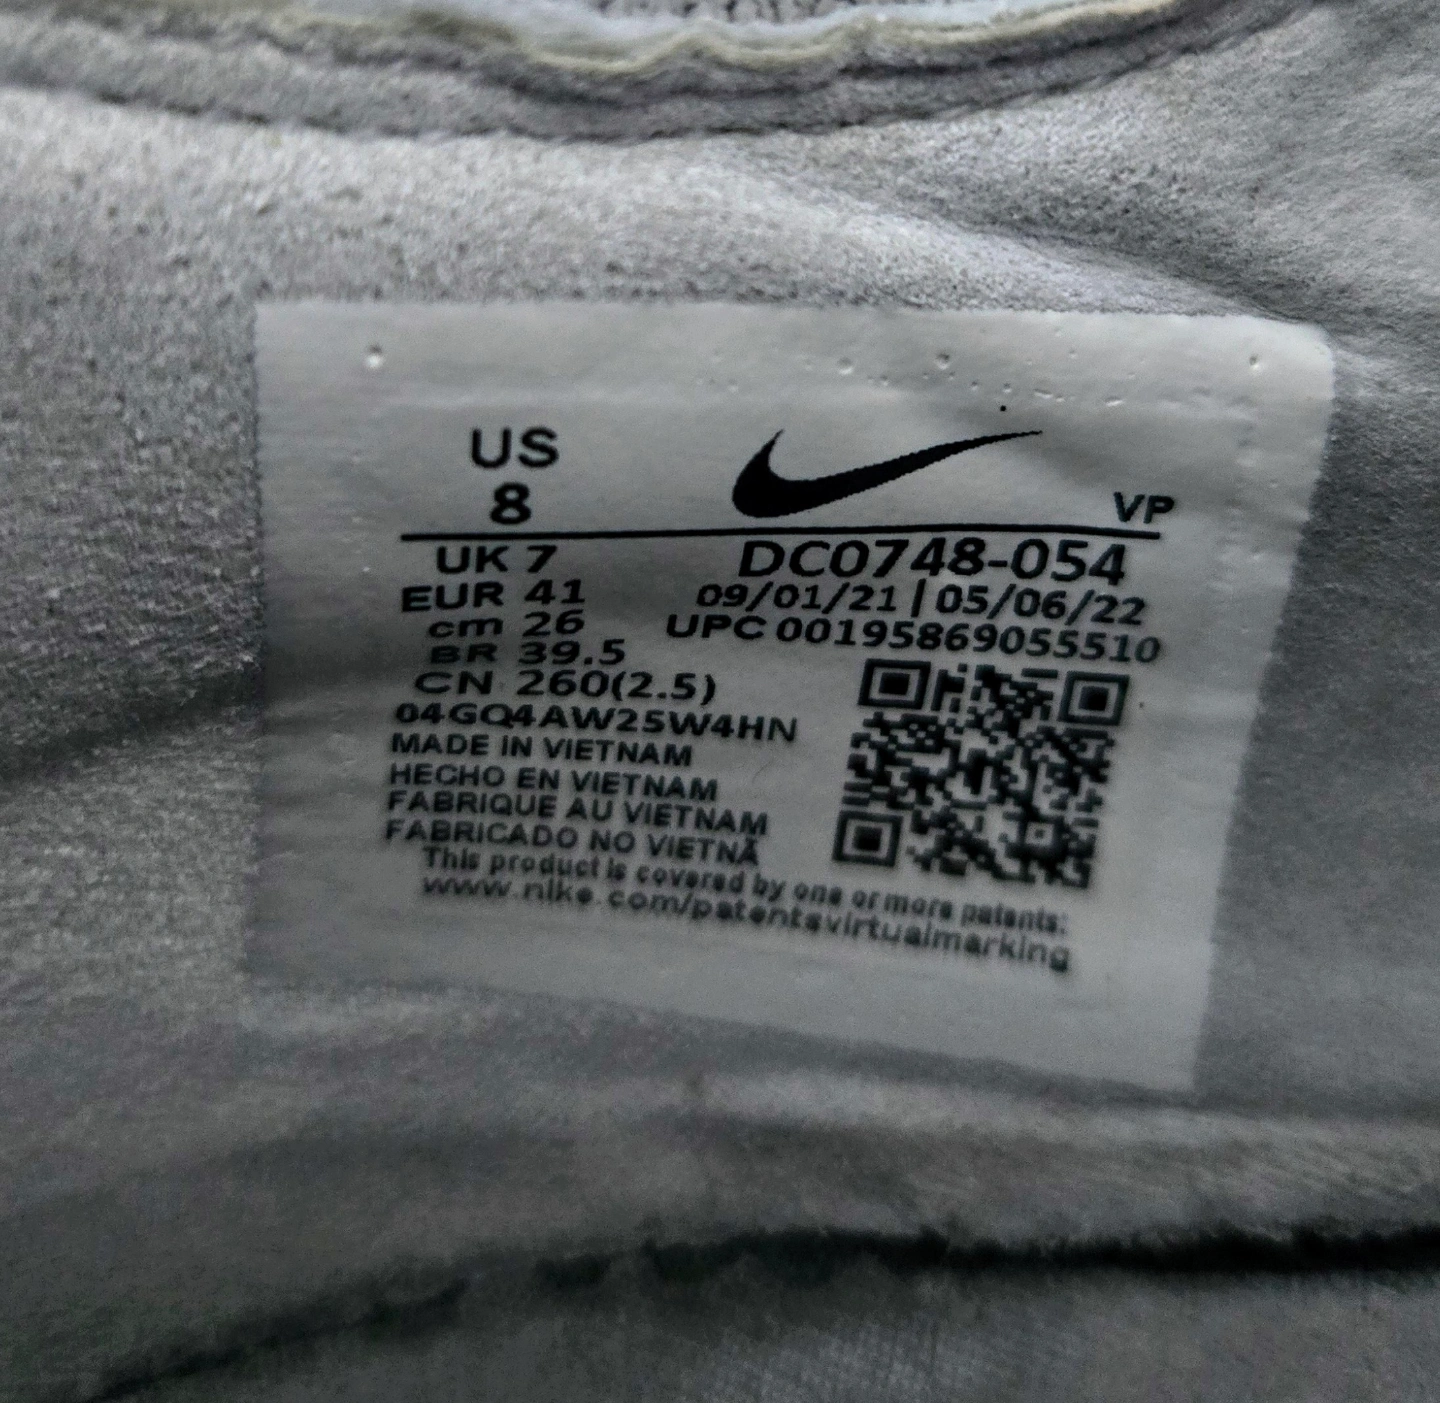 US
8
VP
UK 7
DC0748-054
EUR 41
09/01/21 | 05/06/22
cm 26
UPC 00195869055510
BR 39.5
CN 260(2.5)
04GQ4AW25W4HN
MADE IN VIETNAM
HECHO EN VIETNAM
FABRIQUE AU VIETNAM
FABRICADO NO VIETNÃ
This product is covered by one or more patents:
www.nike.com/patentsvirtualmarking